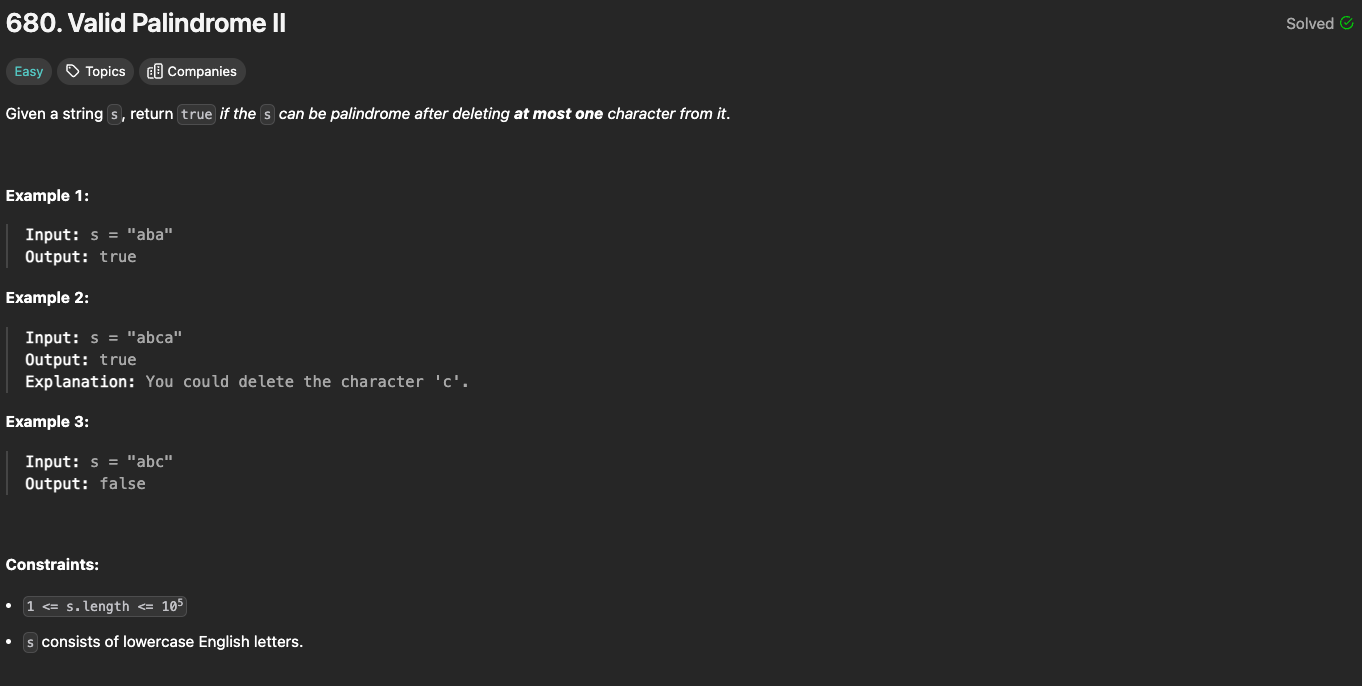 680. Valid Palindrome II
Solved
Easy Topics Companies
Given a string s, return true if the s can be palindrome after deleting at most one character from it.
Example 1:
Input: s = "aba"
Output: true
Example 2:
Input: s = "abca"
Output: true
Explanation: You could delete the character 'c'.
Example 3:
Input: s = "abc"
Output: false
Constraints:
• 1 <= s.length <= 10⁵
• s consists of lowercase English letters.